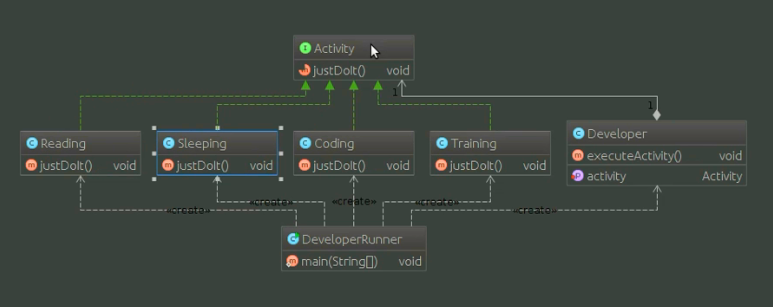 Activity
justDoIt() void
1
1
Reading
justDoIt() void
Sleeping
justDoIt() void
Coding
justDoIt() void
Training
justDoIt() void
Developer
executeActivity() void
activity Activity
«create»
«create»
«create»
«create»
«create»
DeveloperRunner
main(String[]) void